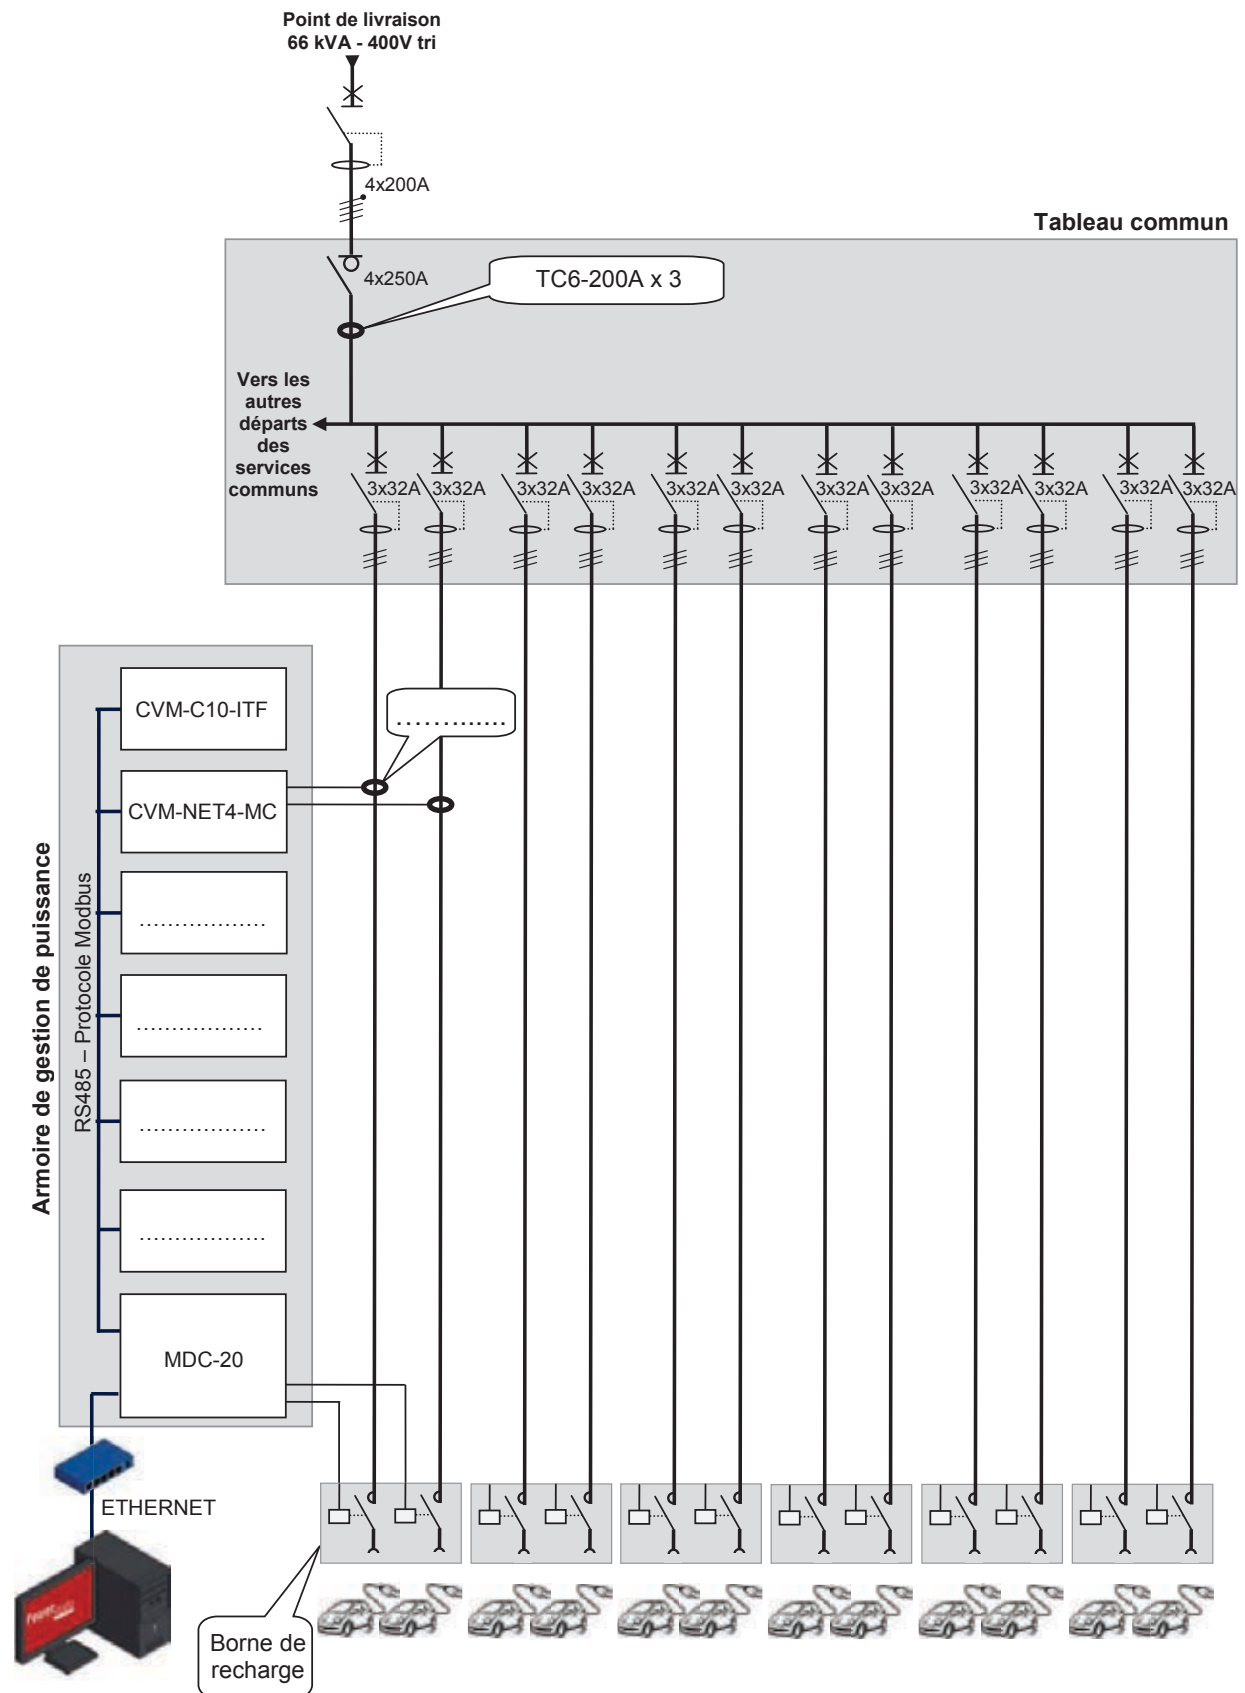 Point de livraison
66 kVA - 400V tri
4x200A
Tableau commun
4x250A
TC6-200A x 3
Vers les
autres
départs
des
services
communs
3x32A 3x32A 3x32A 3x32A 3x32A 3x32A 3x32A 3x32A 3x32A 3x32A 3x32A 3x32A
Armoire de gestion de puissance
RS485 – Protocole Modbus
CVM-C10-ITF
.............
CVM-NET4-MC
.................
.................
.................
.................
MDC-20
ETHERNET
Borne de
recharge